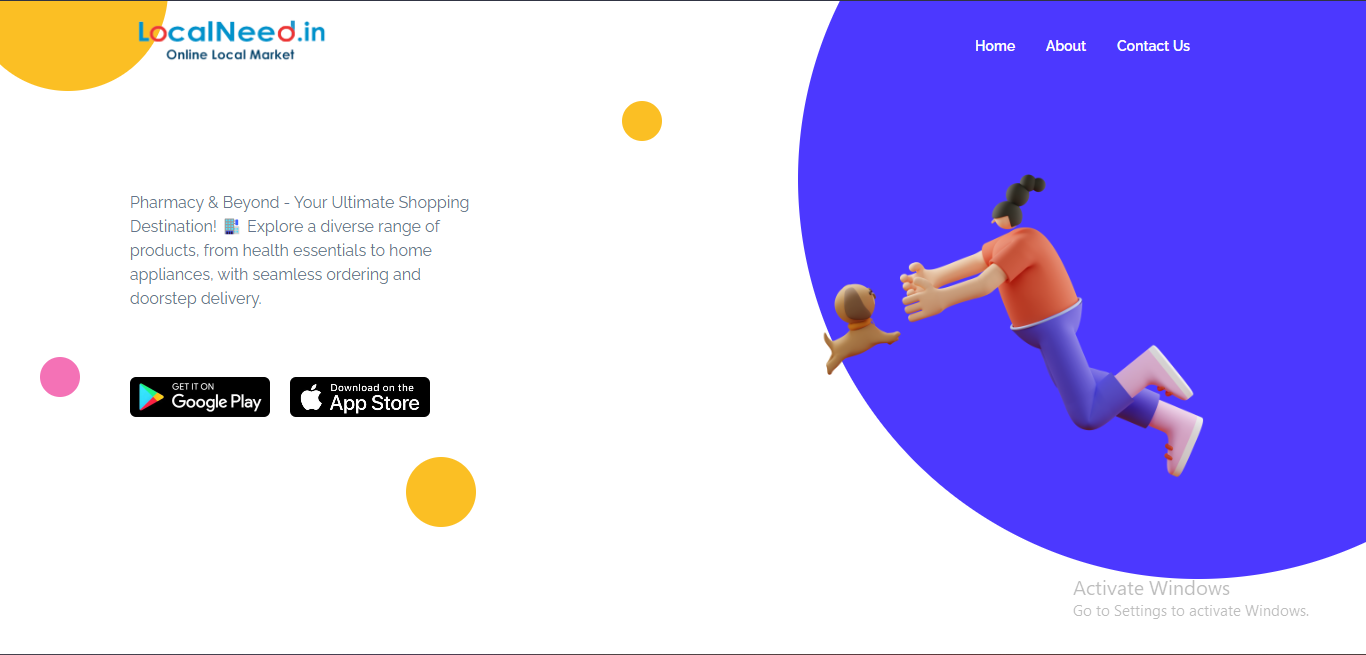 LocalNeed.in
Online Local Market
Home About Contact Us
Pharmacy & Beyond - Your Ultimate Shopping
Destination! 🏪 Explore a diverse range of
products, from health essentials to home
appliances, with seamless ordering and
doorstep delivery.
GET IT ON
Google Play
Download on the
App Store
Activate Windows
Go to Settings to activate Windows.